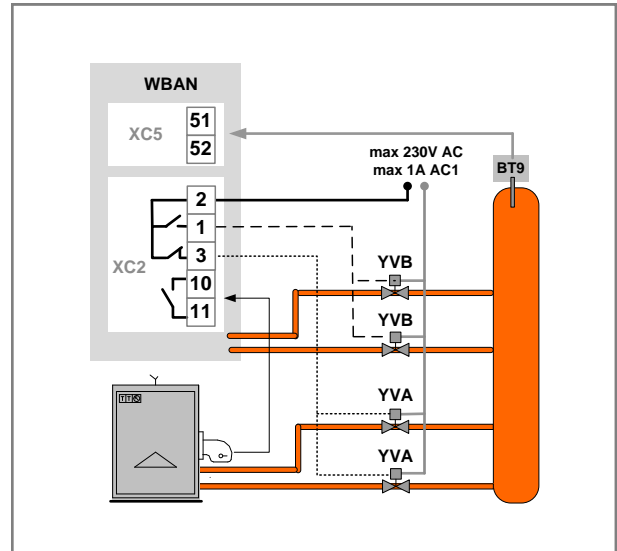 WBAN
XC5
51
52
max 230V AC
max 1A AC1
BT9
XC2
2
1
3
10
11
YVB
YVB
YVA
YVA